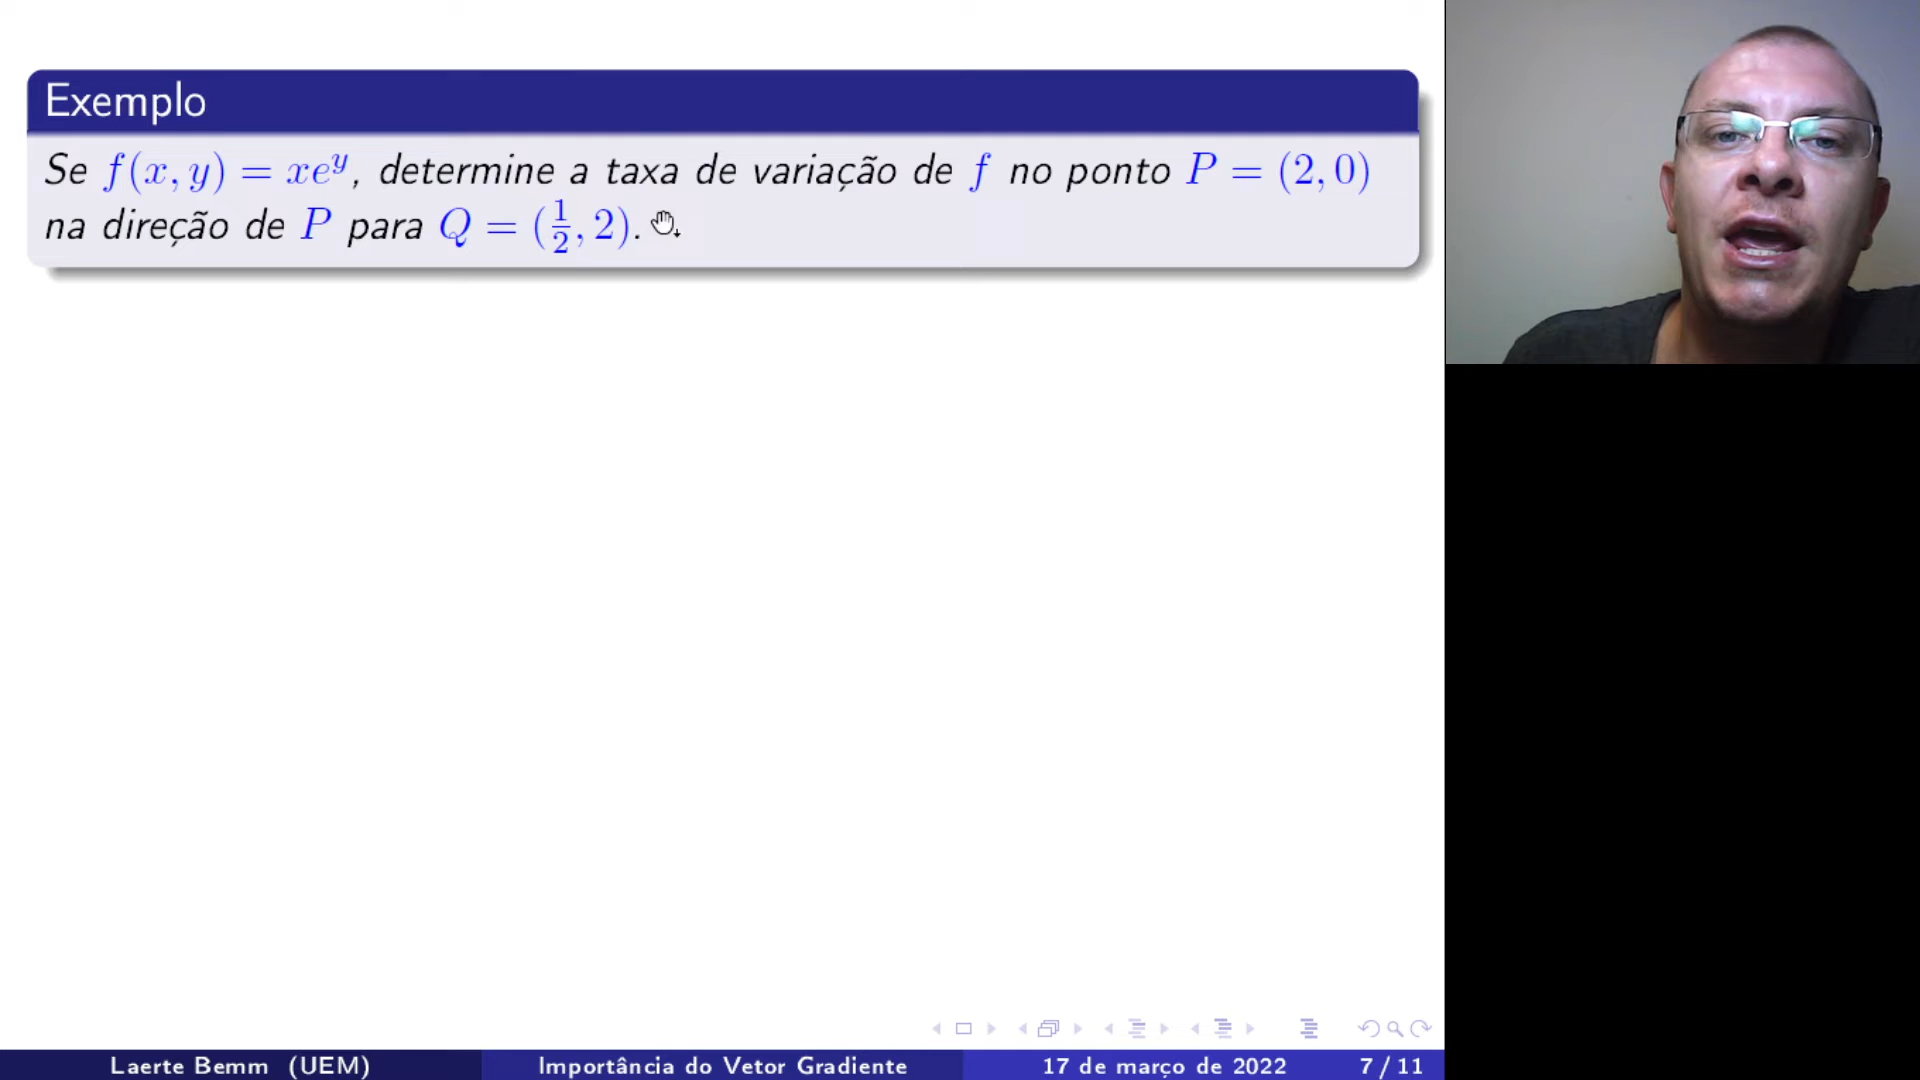 Exemplo
Se f(x, y) = xe^y, determine a taxa de variação de f no ponto P = (2, 0)
na direção de P para Q = (1/2, 2).
Laerte Bemm (UEM) Importância do Vetor Gradiente 17 de março de 2022 7 / 11